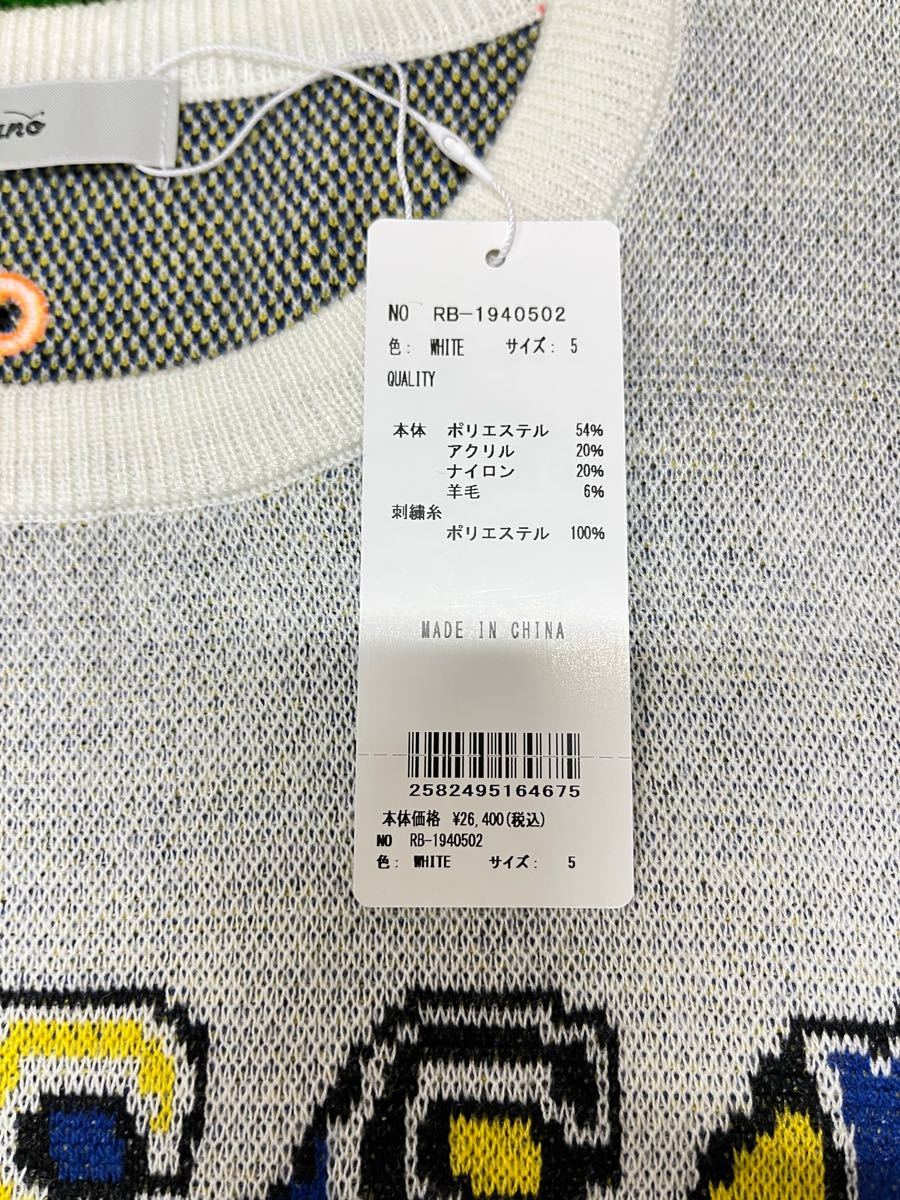 NO RB-1940502
色: WHITE サイズ: 5
QUALITY
本体 ポリエステル 54%
アクリル 20%
ナイロン 20%
羊毛 6%
刺繍糸
ポリエステル 100%
MADE IN CHINA
2582495164675
本体価格 ¥26,400(税込)
NO RB-1940502
色: WHITE サイズ: 5